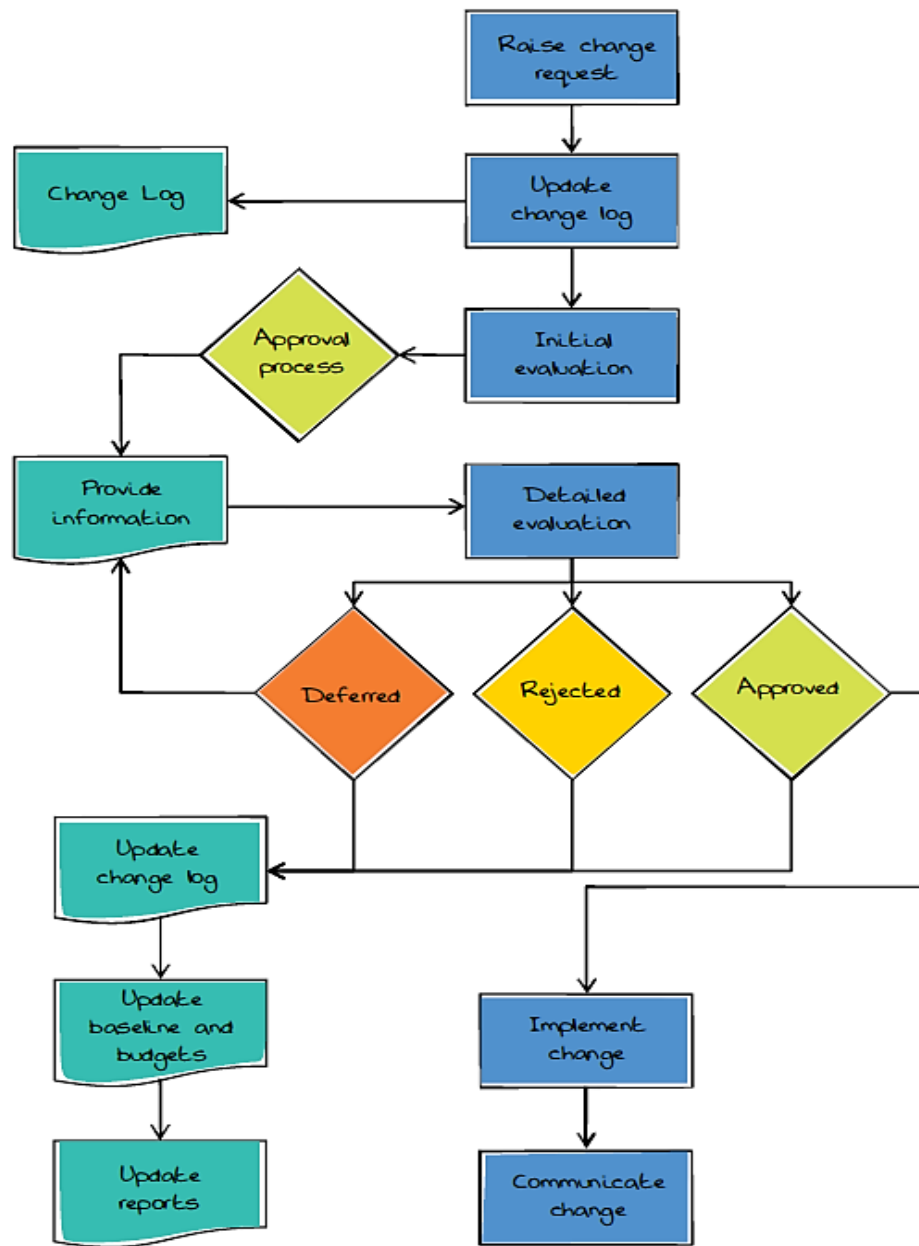 Raise change
request
Change Log
Update
change log
Approval
process
Initial
evaluation
Provide
information
Detailed
evaluation
Deferred
Rejected
Approved
Update
change log
Update
baseline and
budgets
Implement
change
Update
reports
Communicate
change